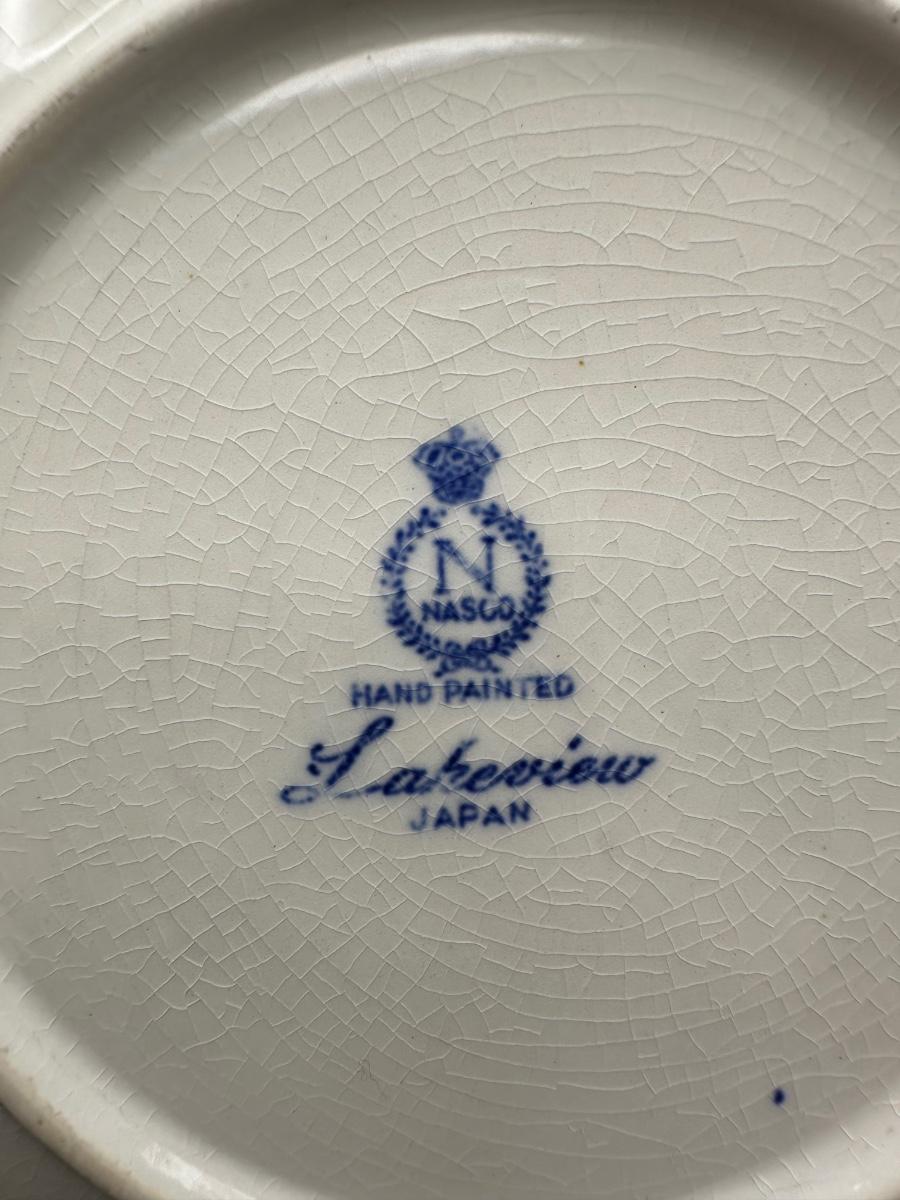 N
NASCO
HAND PAINTED
Lakeview
JAPAN